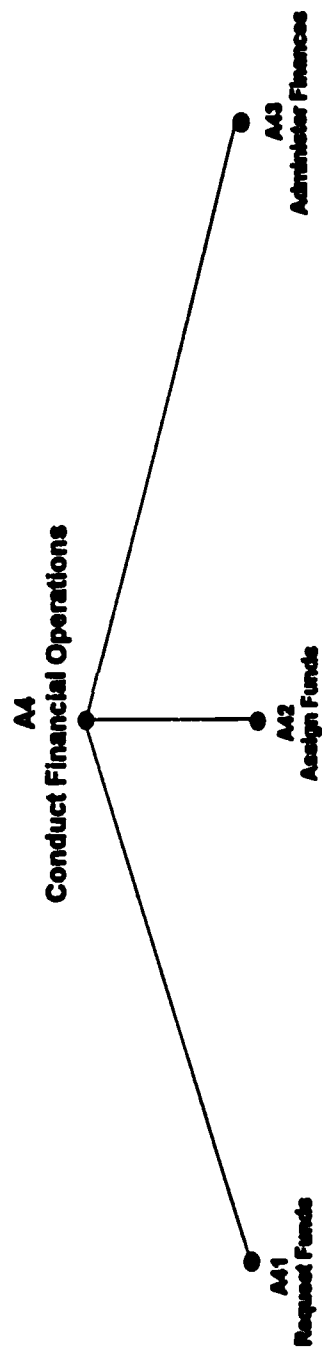 A4
Conduct Financial Operations
A41
Request Funds
A42
Assign Funds
A43
Administer Finances